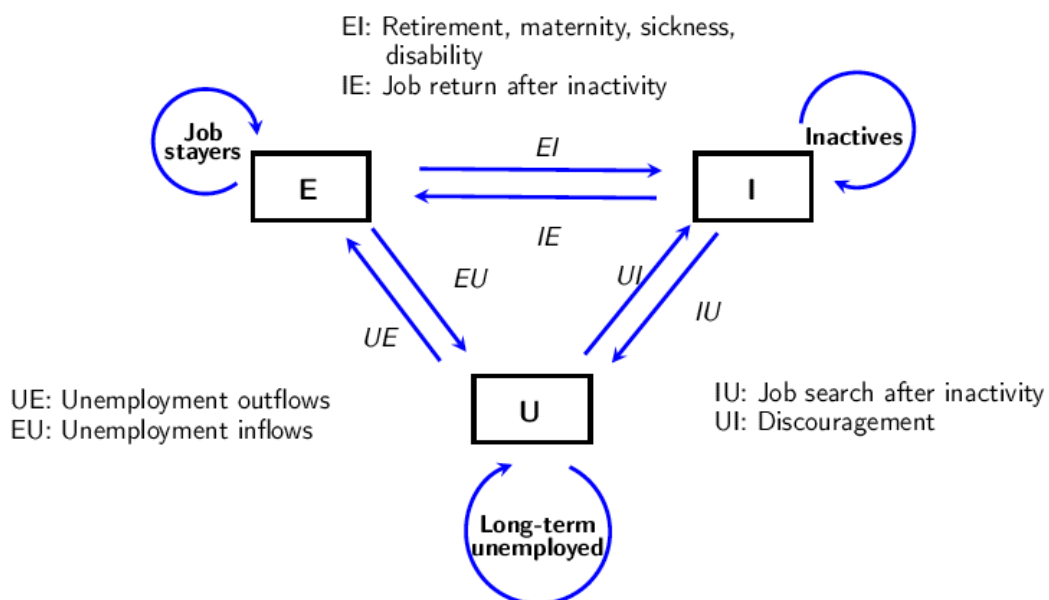 EI: Retirement, maternity, sickness,
disability
IE: Job return after inactivity
Job
stayers
Inactives
EI
E
I
IE
EU
UI
IU
UE
UE: Unemployment outflows
EU: Unemployment inflows
U
IU: Job search after inactivity
UI: Discouragement
Long-term
unemployed